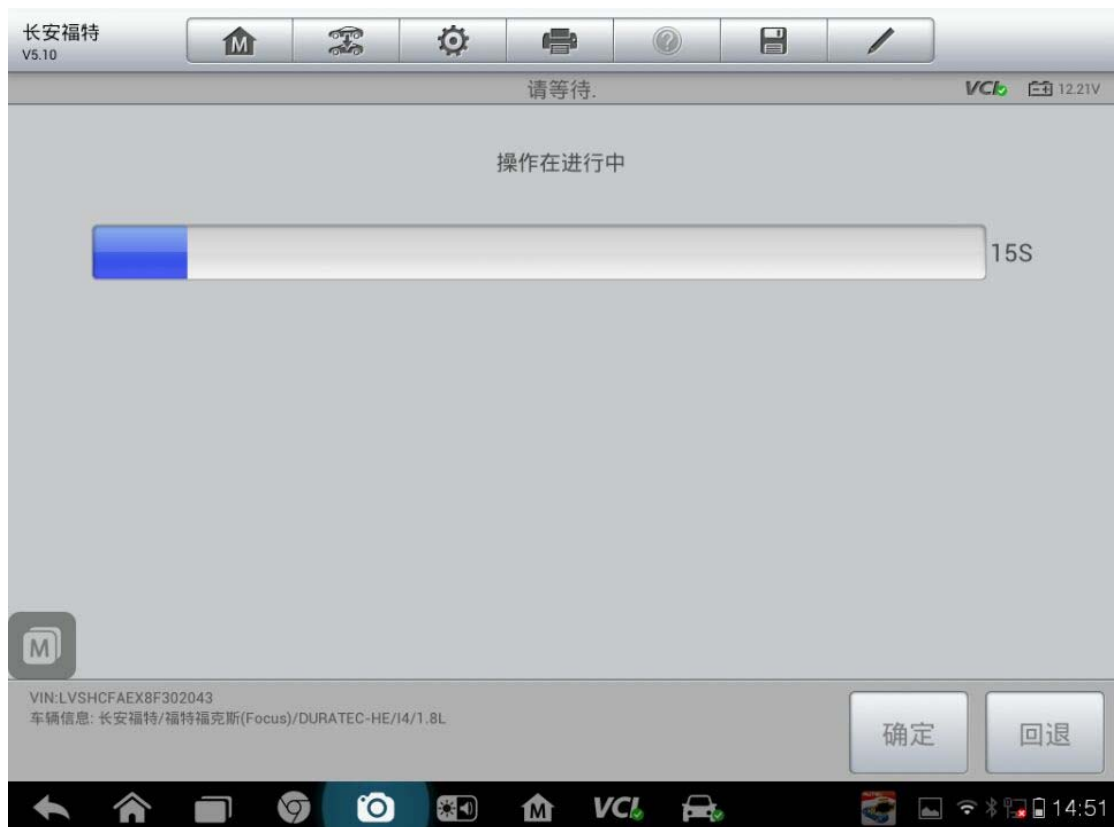 长安福特
V5.10
M
请等待.
VCI
12.21V
操作在进行中
15S
M
VIN:LVSHCFAEX8F302043
车辆信息: 长安福特/福特福克斯(Focus)/DURATEC-HE/I4/1.8L
确定
回退
M
VCI
14:51